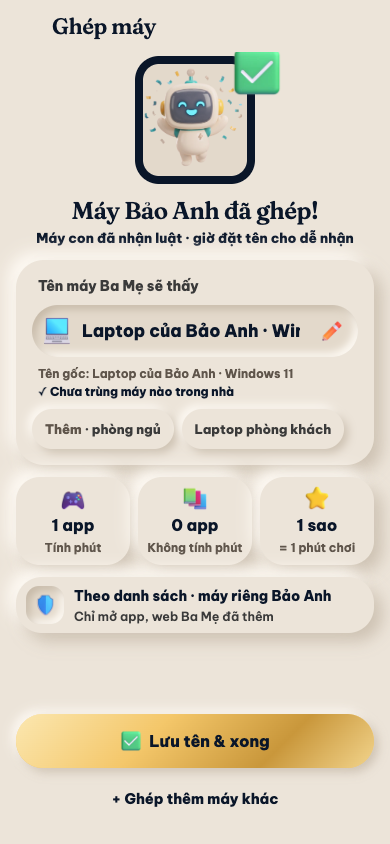 Ghép máy
Máy Bảo Anh đã ghép!
Máy con đã nhận luật · giờ đặt tên cho dễ nhận
Tên máy Ba Mẹ sẽ thấy
Laptop của Bảo Anh · Wir
Tên gốc: Laptop của Bảo Anh · Windows 11
✓ Chưa trùng máy nào trong nhà
Thêm · phòng ngủ
Laptop phòng khách
1 app
0 app
1 sao
Tính phút
Không tính phút
= 1 phút chơi
Theo danh sách · máy riêng Bảo Anh
Chỉ mở app, web Ba Mẹ đã thêm
Lưu tên & xong
+ Ghép thêm máy khác